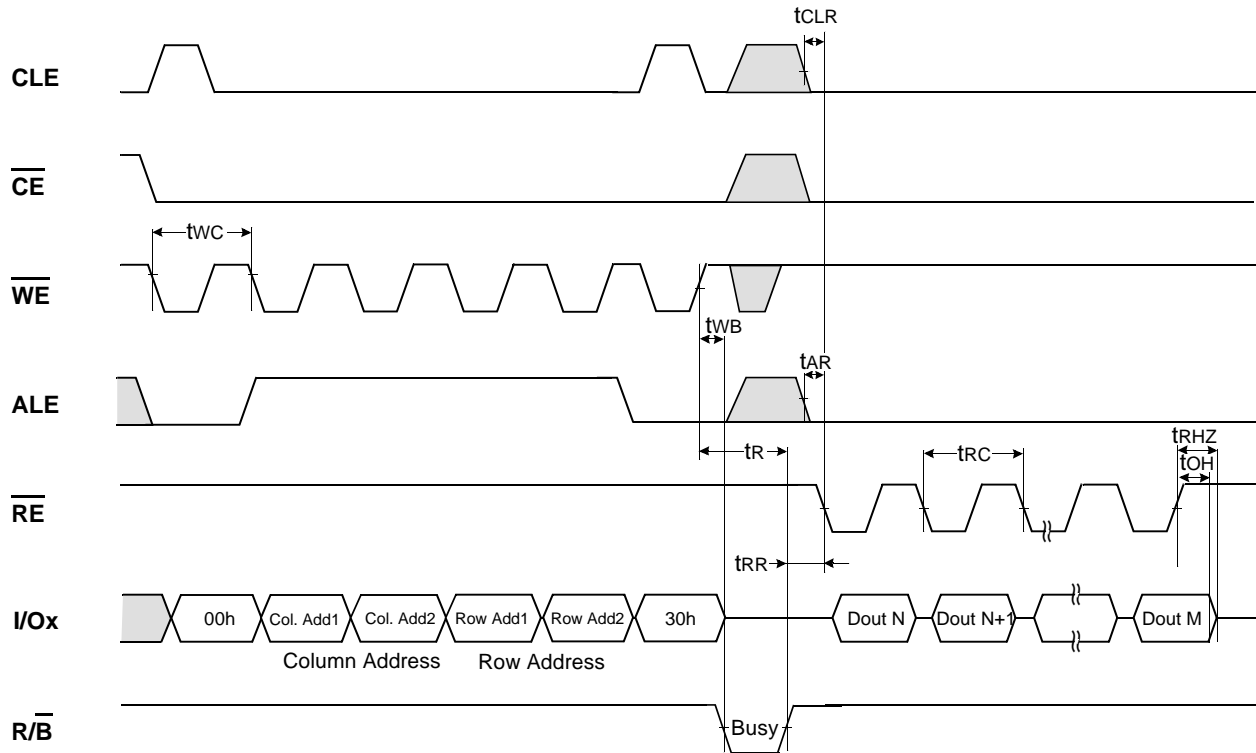 tCLR
CLE
CE
tWC
WE
tWB
ALE
tAR
tR
tRC
tRHZ
tOH
RE
tRR
I/Ox
00h Col. Add1 Col. Add2 Row Add1 Row Add2 30h Dout N Dout N+1 Dout M
Column Address Row Address
R/B
Busy